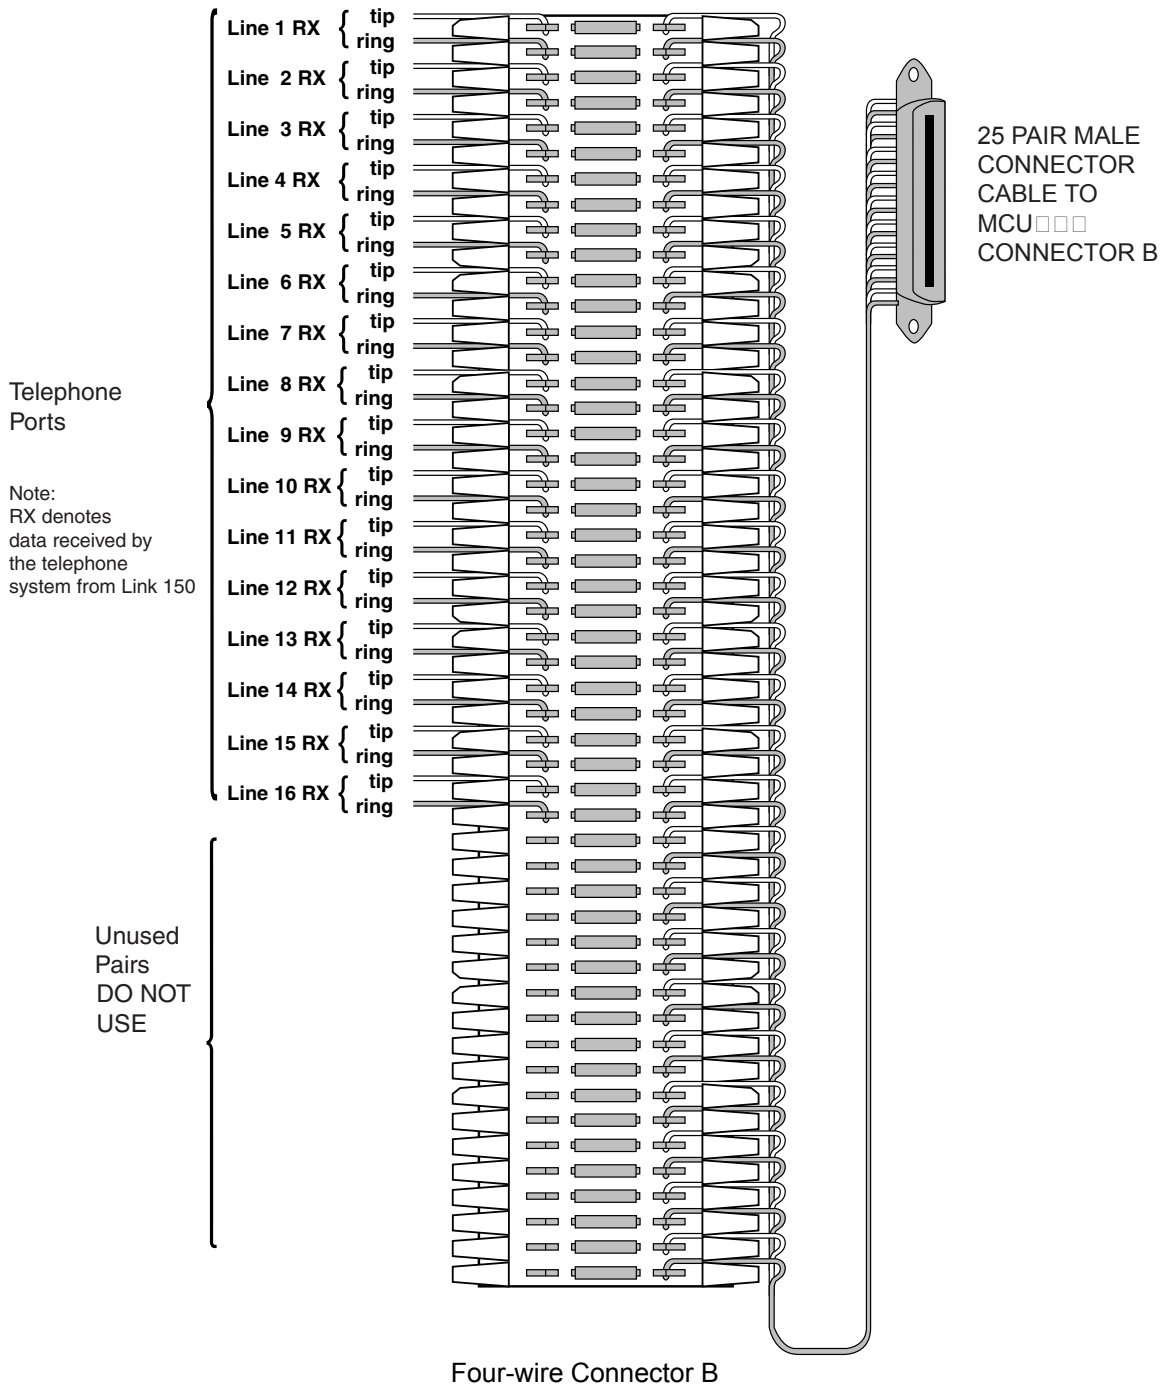 Line 1 RX { tip
ring
Line 2 RX { tip
ring
Line 3 RX { tip
ring
Line 4 RX { tip
ring
Line 5 RX { tip
ring
Line 6 RX { tip
ring
Line 7 RX { tip
ring
Line 8 RX { tip
ring
Line 9 RX { tip
ring
Line 10 RX { tip
ring
Line 11 RX { tip
ring
Line 12 RX { tip
ring
Line 13 RX { tip
ring
Line 14 RX { tip
ring
Line 15 RX { tip
ring
Line 16 RX { tip
ring
Telephone
Ports
Note:
RX denotes
data received by
the telephone
system from Link 150
Unused
Pairs
DO NOT
USE
25 PAIR MALE
CONNECTOR
CABLE TO
MCU□□□
CONNECTOR B
Four-wire Connector B